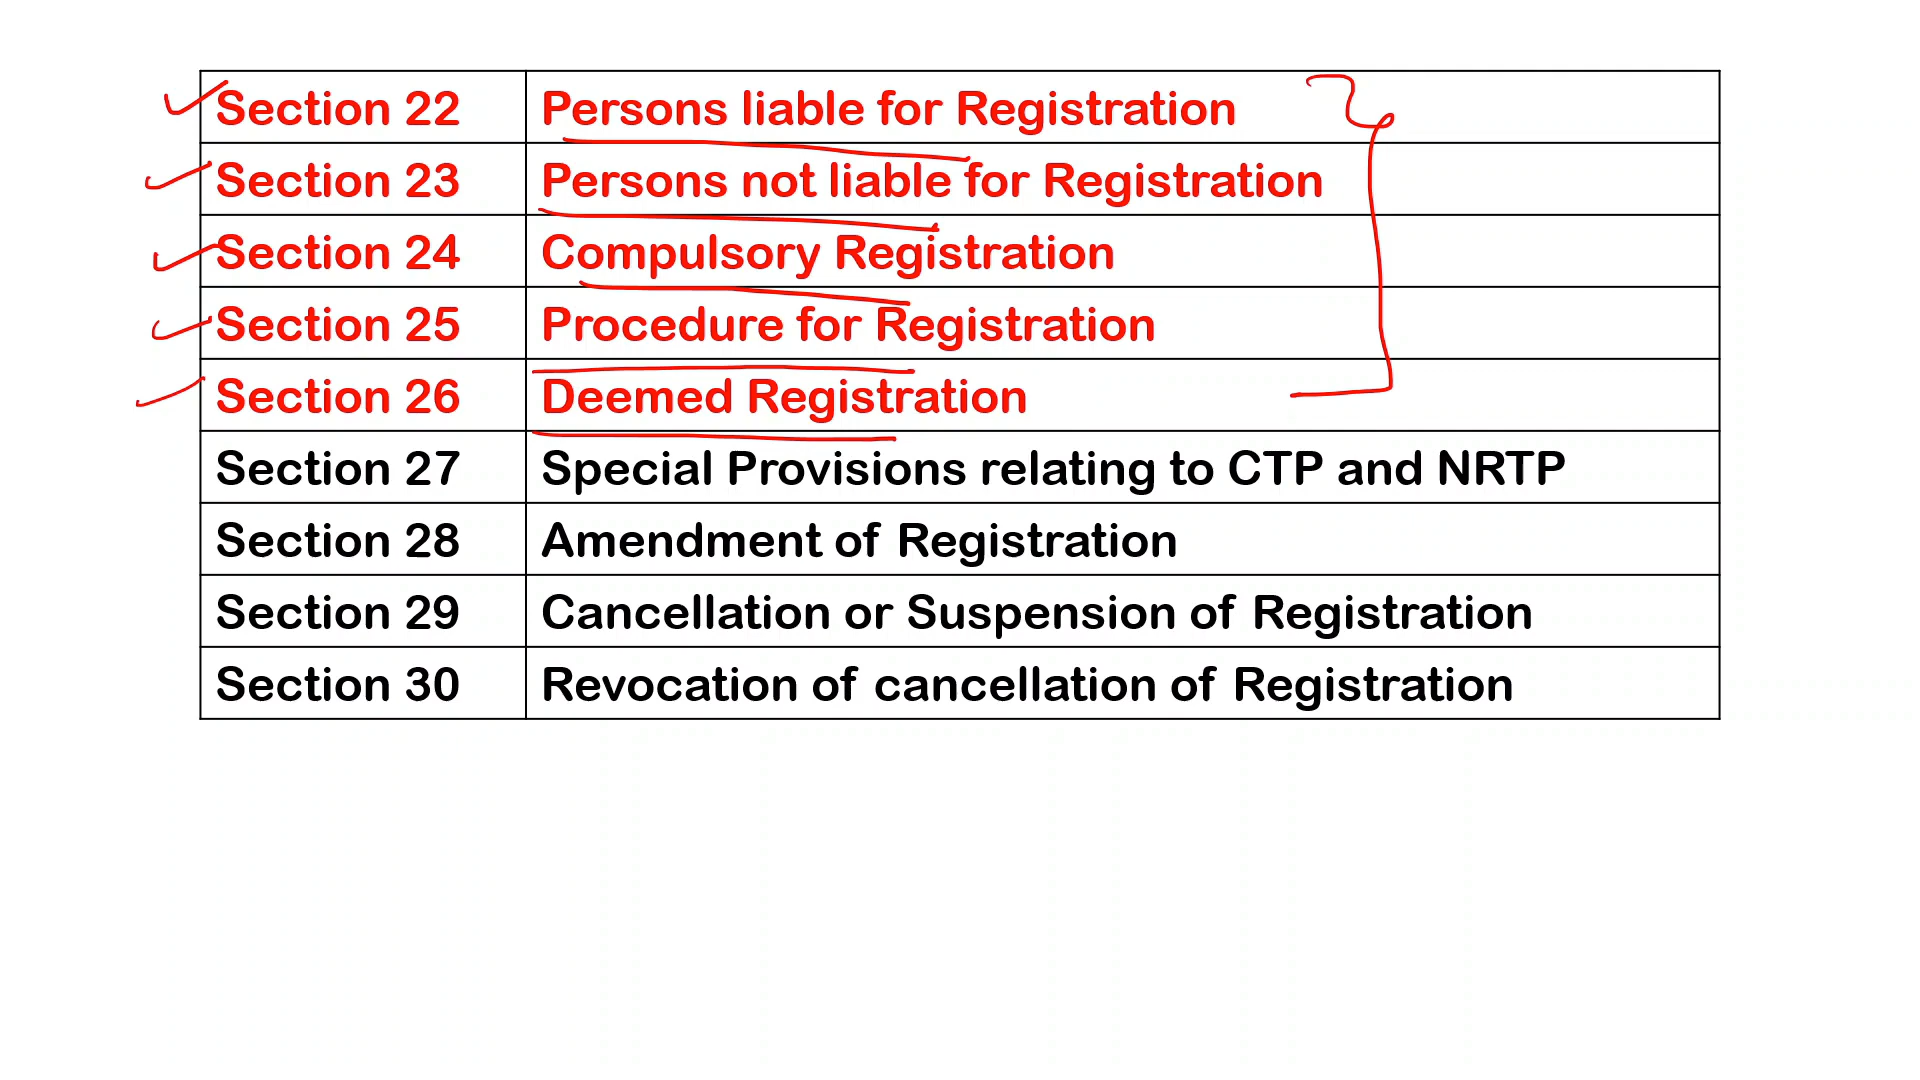 Section 22 Persons liable for Registration
Section 23 Persons not liable for Registration
Section 24 Compulsory Registration
Section 25 Procedure for Registration
Section 26 Deemed Registration
Section 27 Special Provisions relating to CTP and NRTP
Section 28 Amendment of Registration
Section 29 Cancellation or Suspension of Registration
Section 30 Revocation of cancellation of Registration